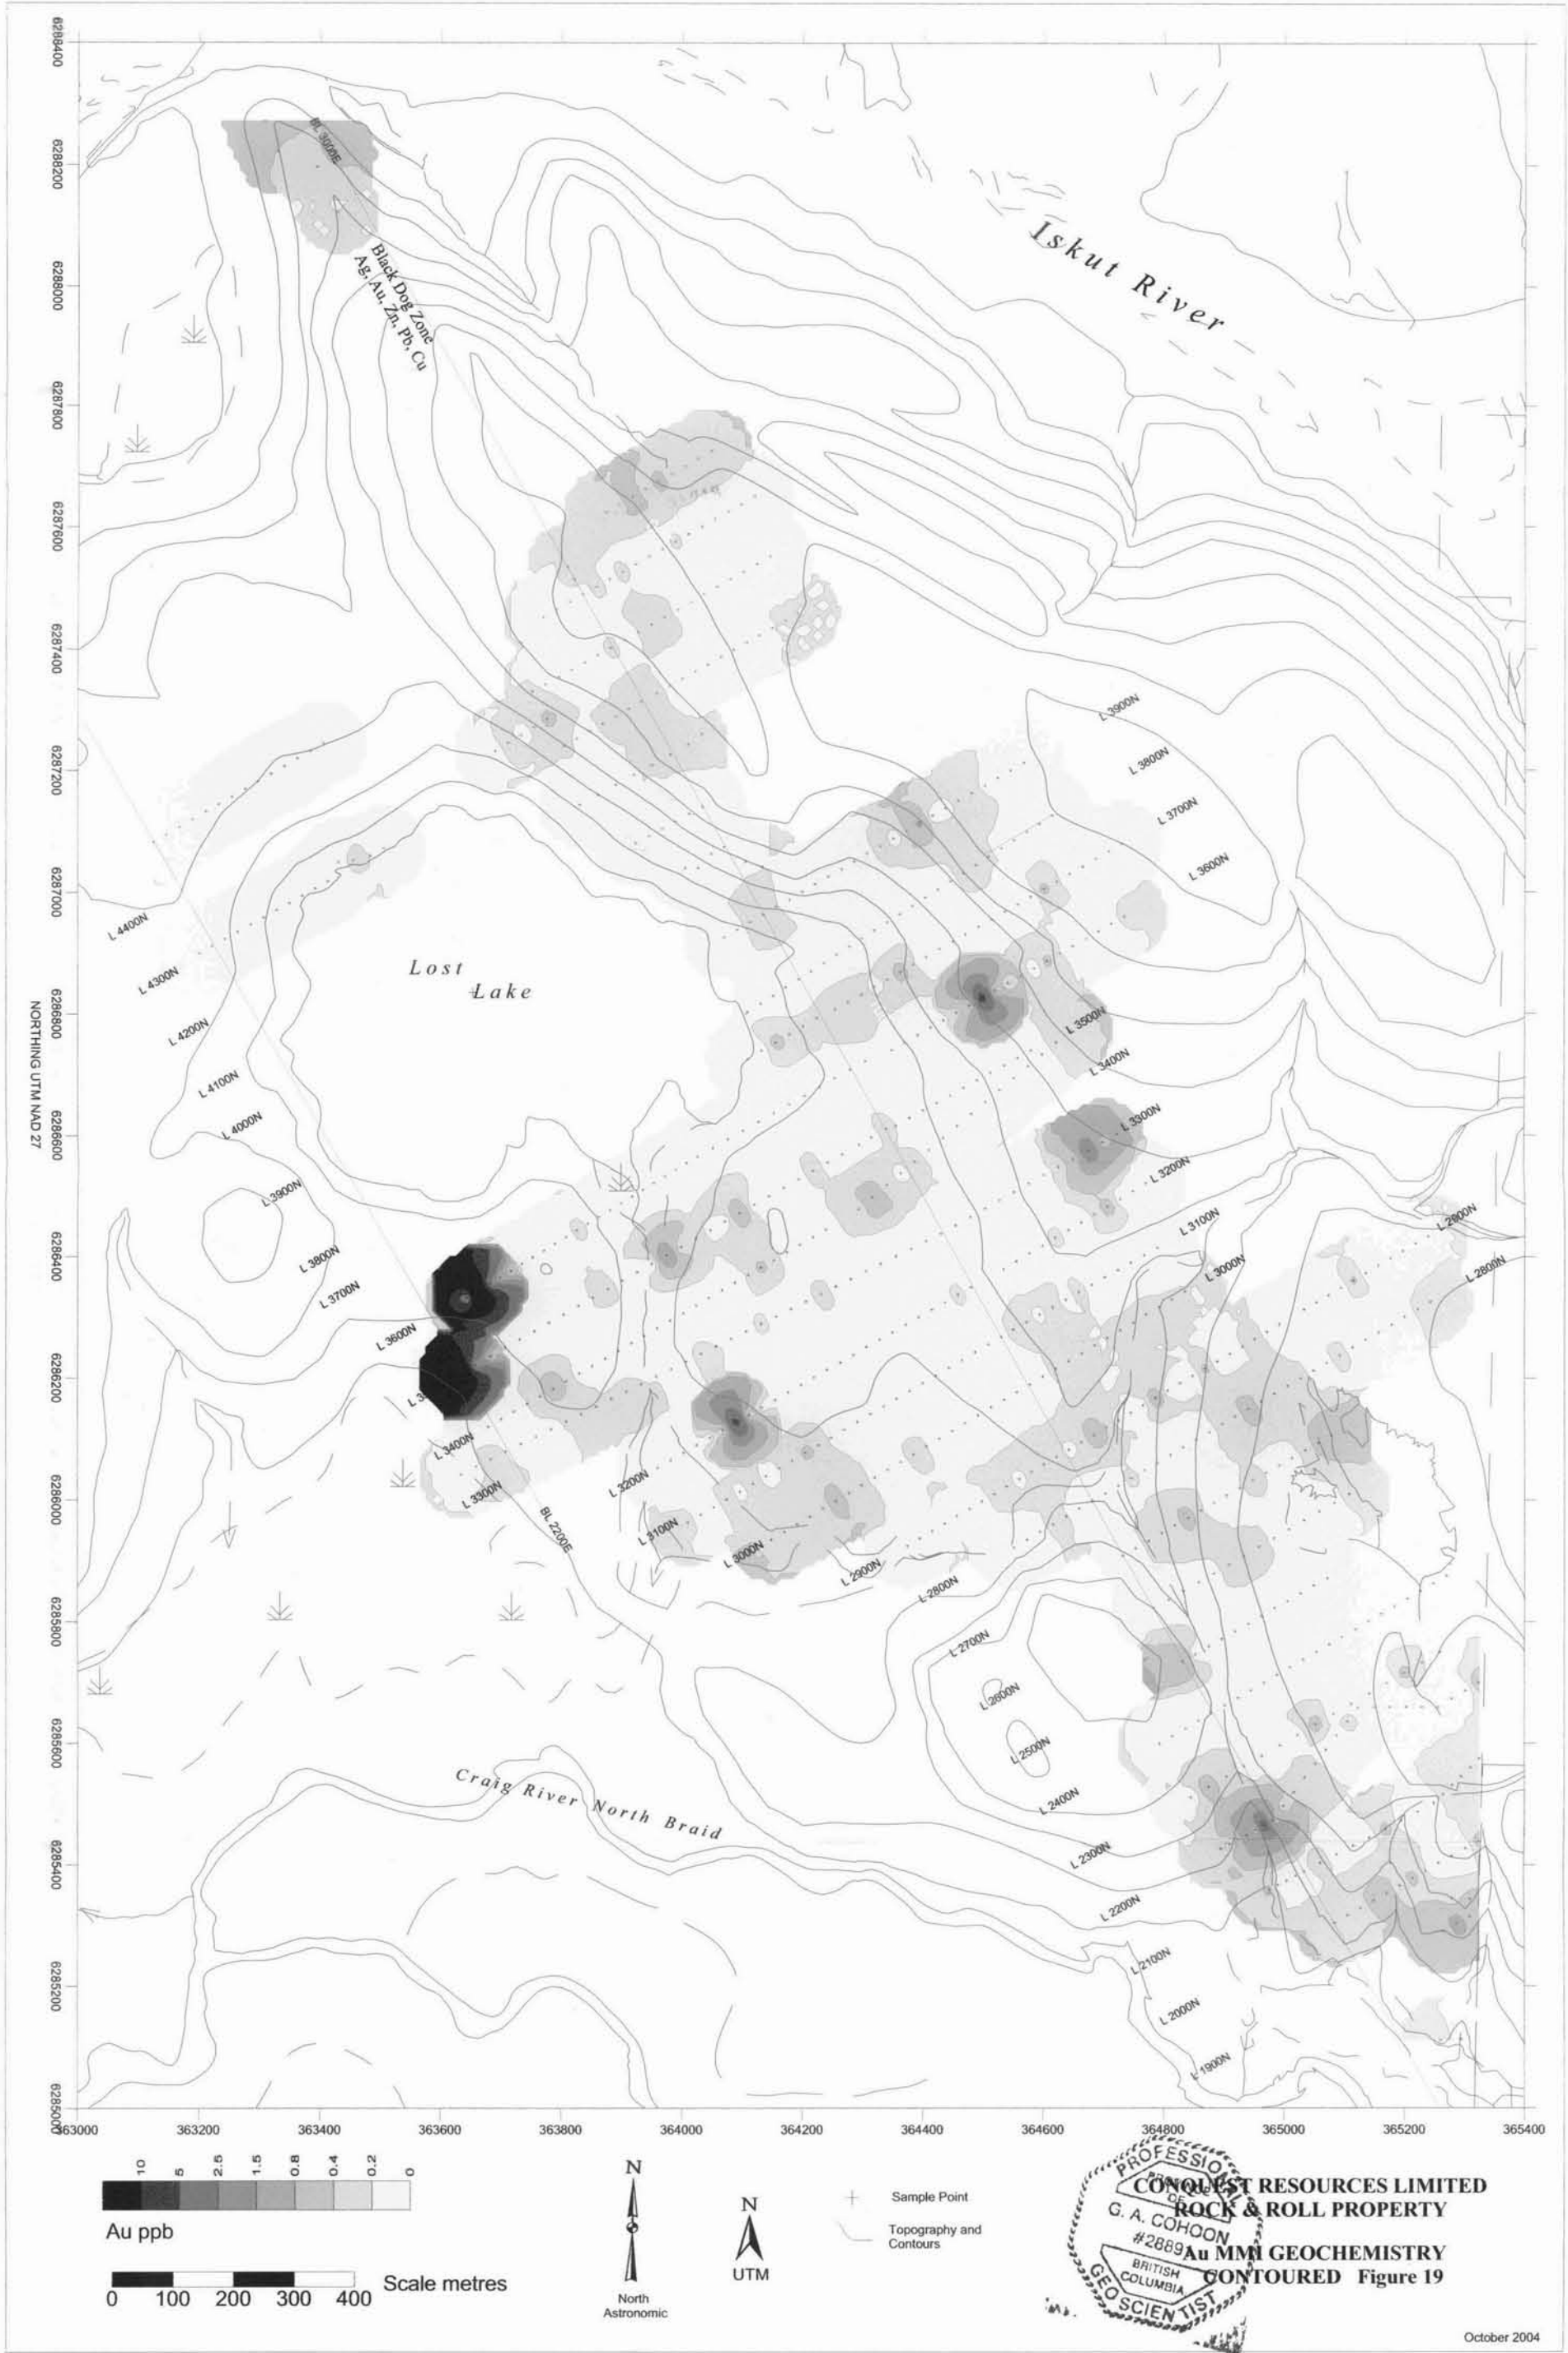 6288400
6288200
6288000
6287800
6287600
6287400
6287200
6287000
6286800
6286600
6286400
6286200
6286000
6285800
6285600
6285400
6285200
6285000
NORTHING UTM NAD 27
BL 3000E
Black Dog Zone
Ag, Au, Zn, Pb, Cu
Iskut River
L 3900N
L 3800N
L 3700N
L 3600N
L 3500N
L 3400N
L 3300N
L 3200N
L 3100N
L 3000N
L 2900N
L 2800N
Lost
Lake
L 4400N
L 4300N
L 4200N
L 4100N
L 4000N
L 3900N
L 3800N
L 3700N
L 3600N
L 3400N
L 3300N
BL 2200E
L 3200N
L 3100N
L 3000N
L 2900N
L 2800N
L 2700N
L 2600N
L 2500N
L 2400N
L 2300N
L 2200N
L 2100N
L 2000N
L 1900N
Craig River North Braid
363000 363200 363400 363600 363800 364000 364200 364400 364600 364800 365000 365200 365400
10 5 2.5 1.5 0.8 0.4 0.2 0
Au ppb
0 100 200 300 400 Scale metres
N
North
Astronomic
N
UTM
Sample Point
Topography and
Contours
PROFESSIONAL
PROVINCE
OF
G. A. COHOON
BRITISH
COLUMBIA
GEOSCIENTIST
CONQUEST RESOURCES LIMITED
ROCK & ROLL PROPERTY
Au MMI GEOCHEMISTRY
CONTOURED Figure 19
October 2004